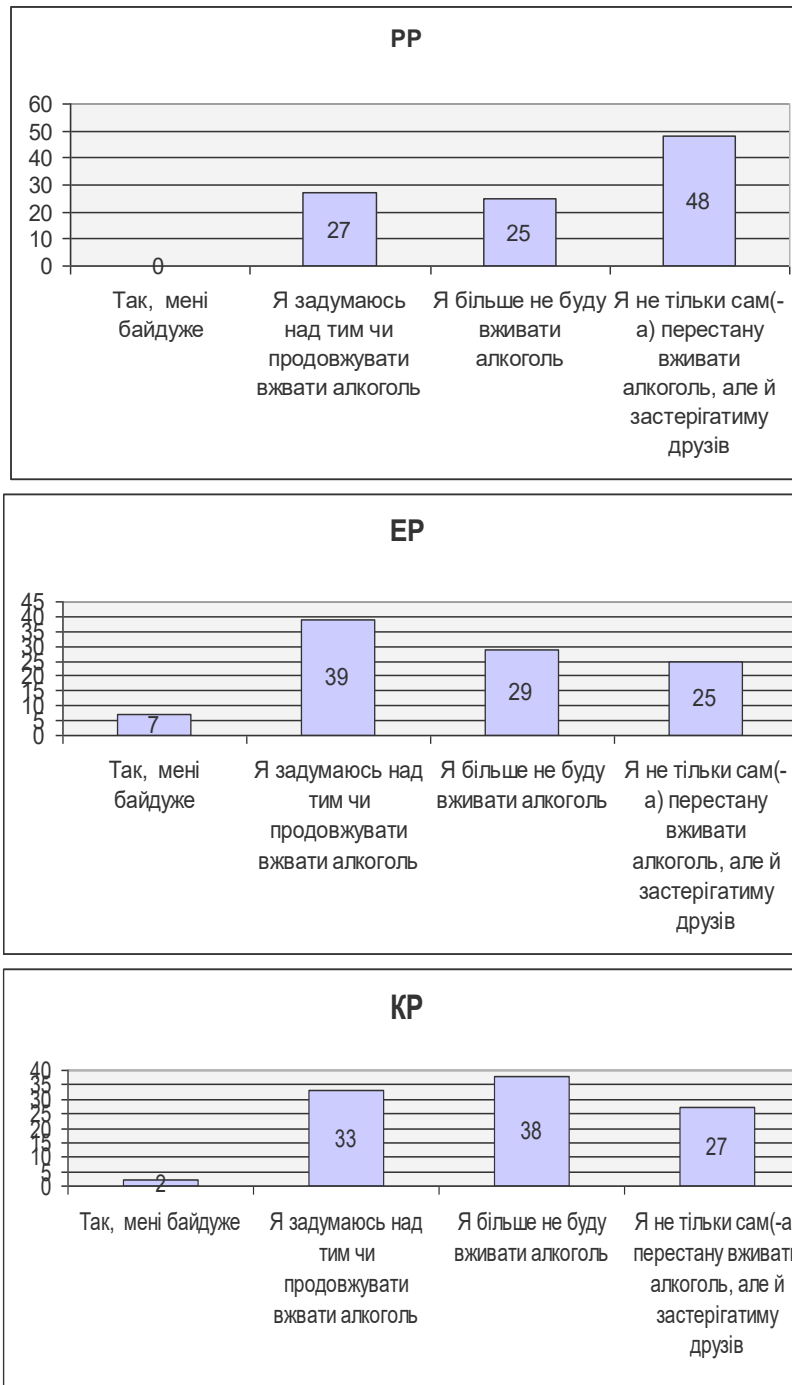 РР
60
50
40
30
20
10
0
0
27
25
48
Так,  мені
байдуже
Я задумаюсь
над тим чи
продовжувати
вжвати алкоголь
Я більше не буду
вживати
алкоголь
Я не тільки сам(-
а) перестану
вживати
алкоголь, але й
застерігатиму
друзів
ЕР
45
40
35
30
25
20
15
10
5
0
7
39
29
25
Так,  мені
байдуже
Я задумаюсь над
тим чи
продовжувати
вжвати алкоголь
Я більше не буду
вживати алкоголь
Я не тільки сам(-
а) перестану
вживати
алкоголь, але й
застерігатиму
друзів
КР
40
35
30
25
20
15
10
5
0
2
33
38
27
Так,  мені байдуже
Я задумаюсь над
тим чи
продовжувати
вжвати алкоголь
Я більше не буду
вживати алкоголь
Я не тільки сам(-а
перестану вживати
алкоголь, але й
застерігатиму
друзів